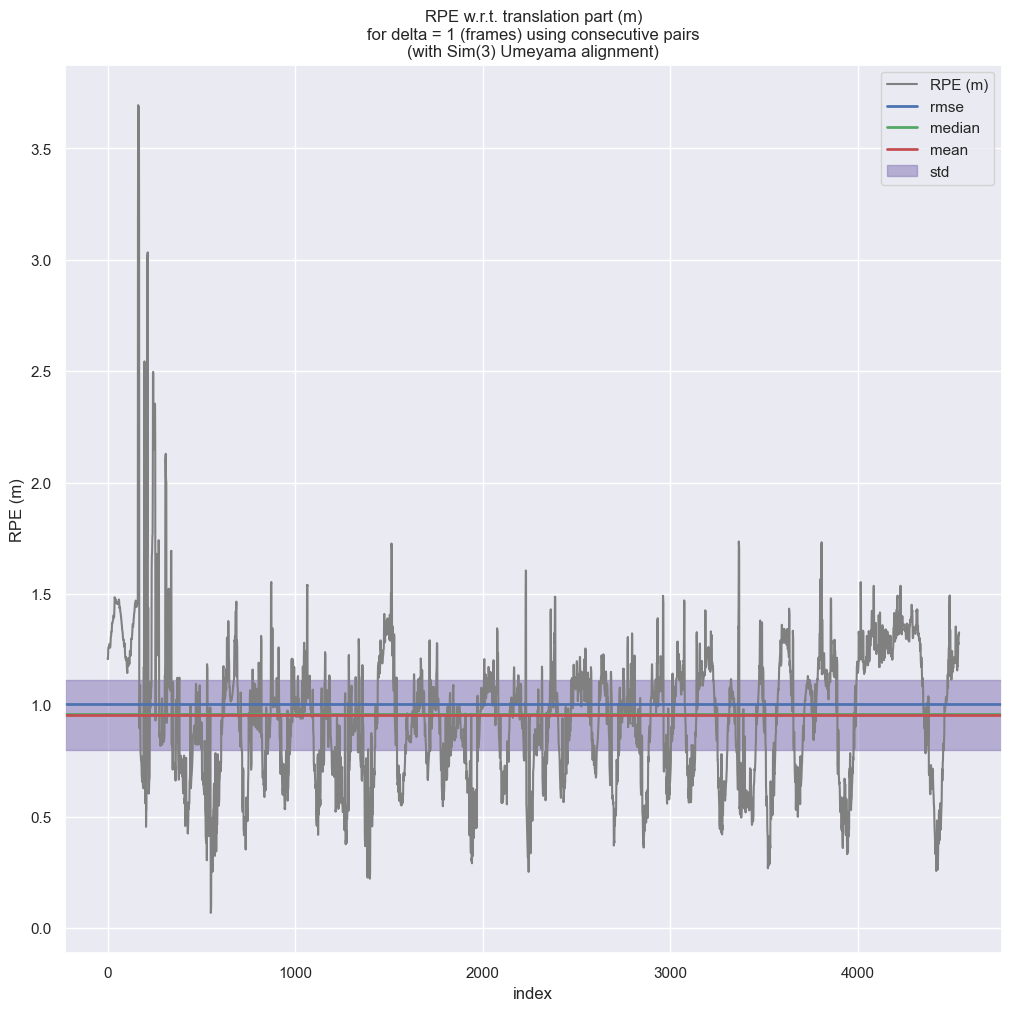 RPE w.r.t. translation part (m)
for delta = 1 (frames) using consecutive pairs
(with Sim(3) Umeyama alignment)
RPE (m)
rmse
median
mean
std
3.5
3.0
2.5
2.0
1.5
1.0
0.5
0.0
RPE (m)
0
1000
2000
3000
4000
index